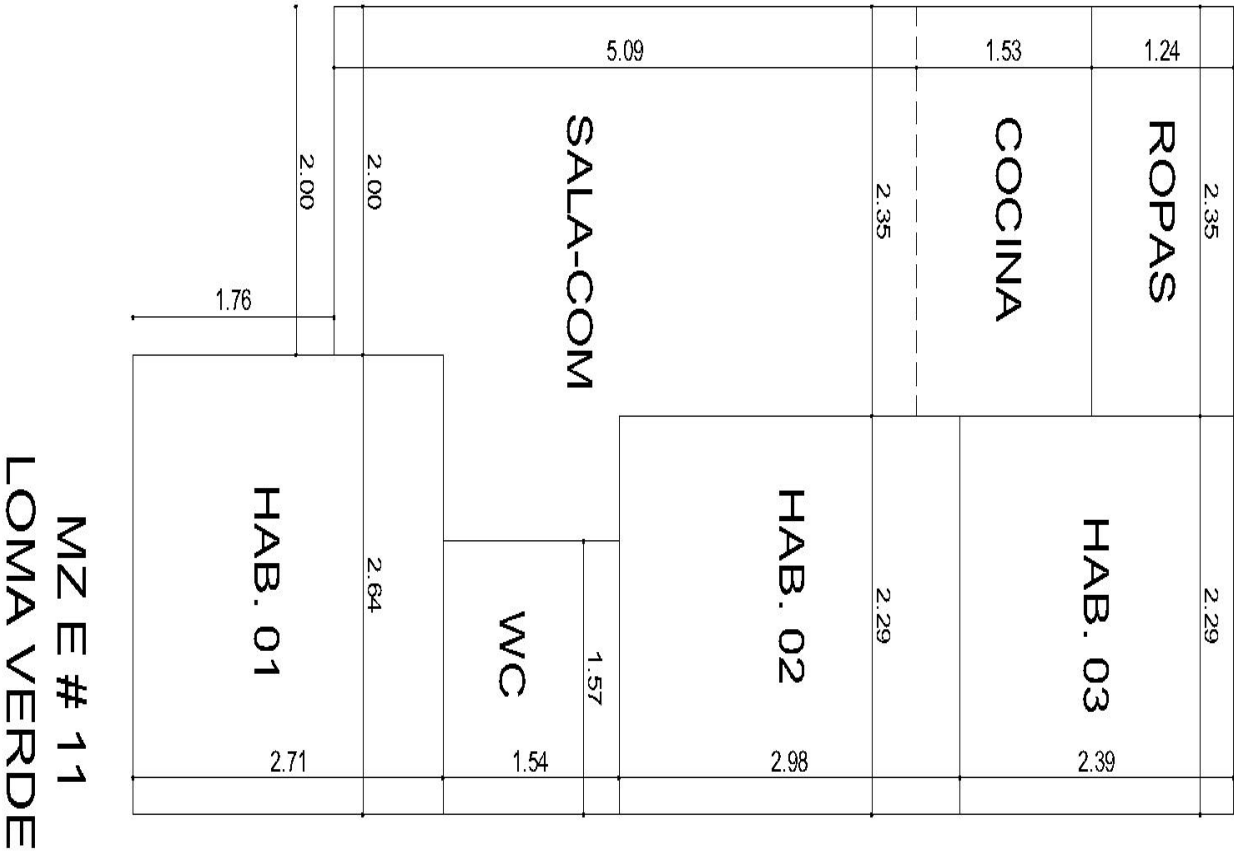 5.09
1.53
1.24
SALA-COM
COCINA
ROPAS
2.00
2.00
2.35
2.35
1.76
HAB. 01
2.64
WC
1.57
HAB. 02
2.29
HAB. 03
2.29
2.71
1.54
2.98
2.39
MZ E # 11
LOMA VERDE